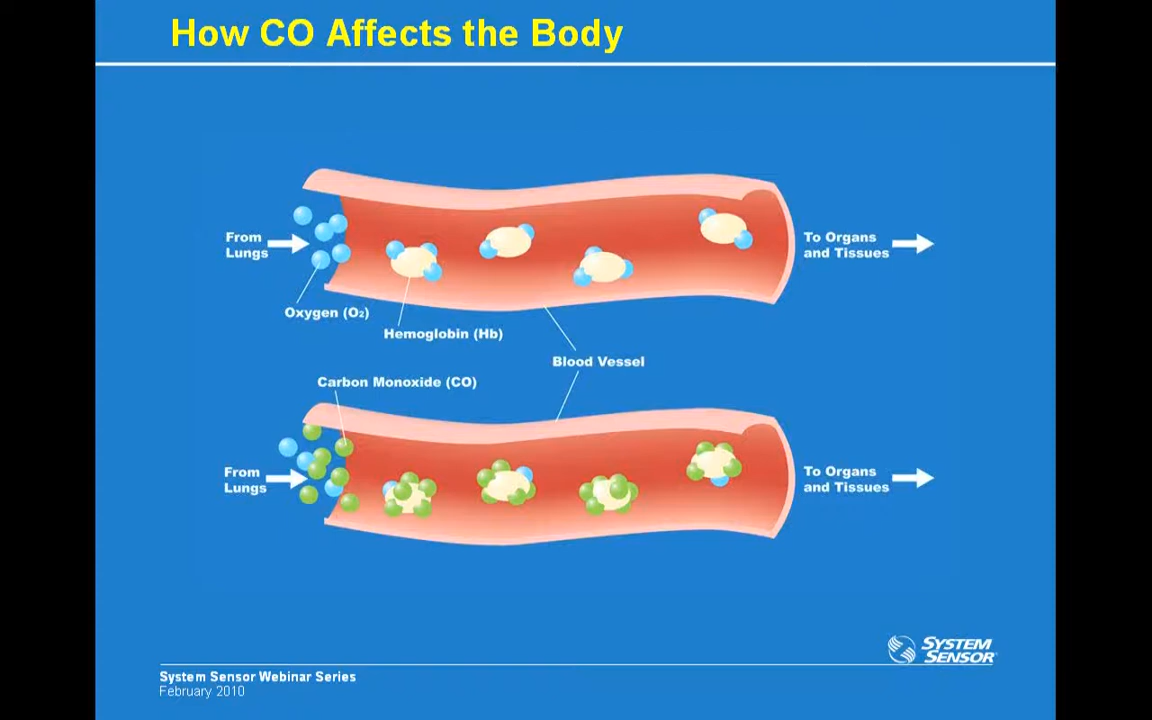 How CO Affects the Body
From
Lungs
To Organs
and Tissues
Oxygen (O₂)
Hemoglobin (Hb)
Blood Vessel
Carbon Monoxide (CO)
From
Lungs
To Organs
and Tissues
SYSTEM
SENSOR
System Sensor Webinar Series
February 2010